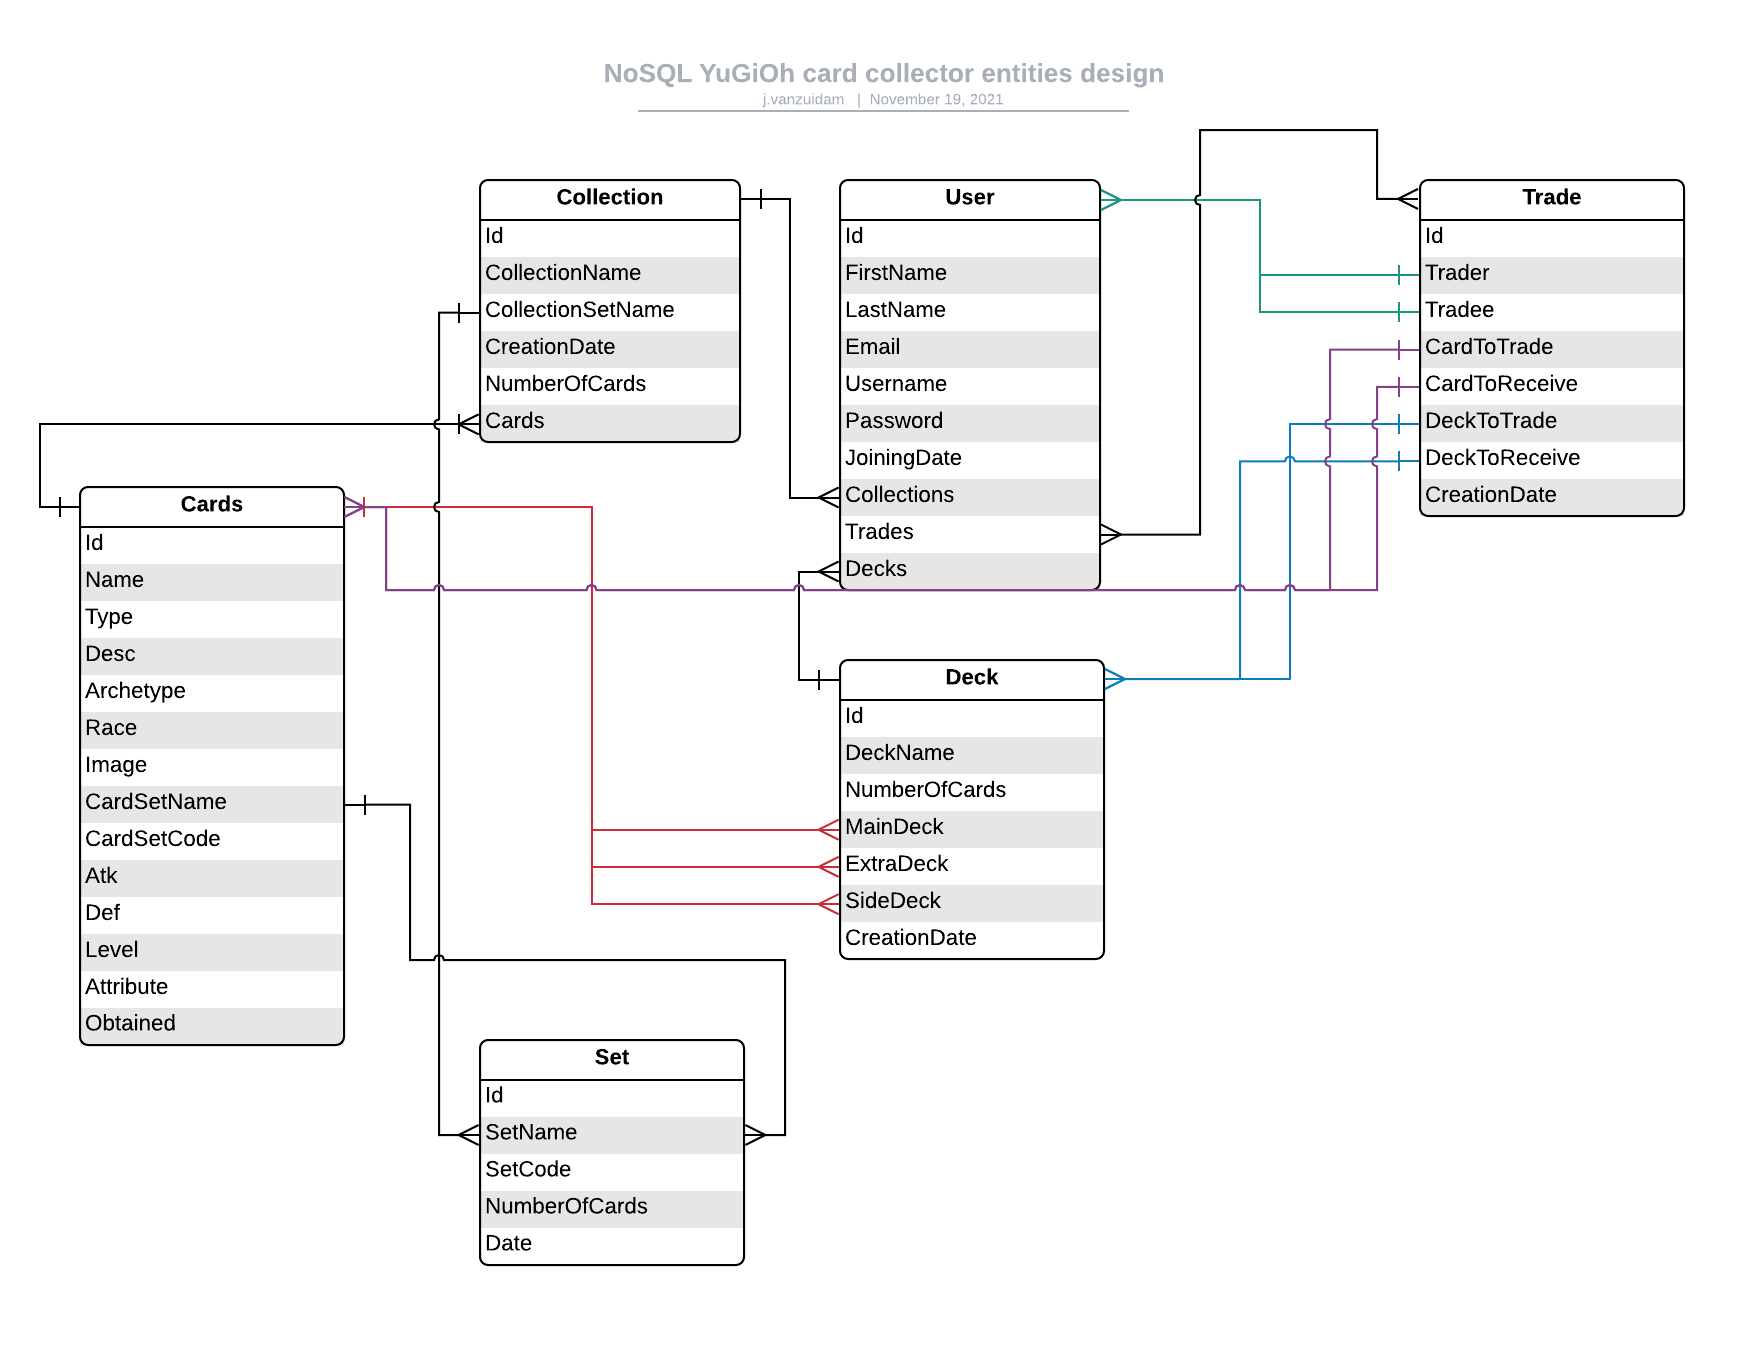 NoSQL YuGiOh card collector entities design
j.vanzuidam | November 19, 2021
Collection
Id
CollectionName
CollectionSetName
CreationDate
NumberOfCards
Cards
User
Id
FirstName
LastName
Email
Username
Password
JoiningDate
Collections
Trades
Decks
Trade
Id
Trader
Tradee
CardToTrade
CardToReceive
DeckToTrade
DeckToReceive
CreationDate
Cards
Id
Name
Type
Desc
Archetype
Race
Image
CardSetName
CardSetCode
Atk
Def
Level
Attribute
Obtained
Deck
Id
DeckName
NumberOfCards
MainDeck
ExtraDeck
SideDeck
CreationDate
Set
Id
SetName
SetCode
NumberOfCards
Date